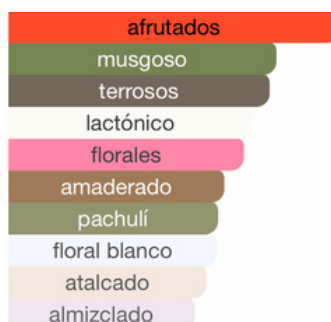 afrutados
musgoso
terrosos
lactónico
florales
amaderado
pachulí
floral blanco
atalcado
almizclado